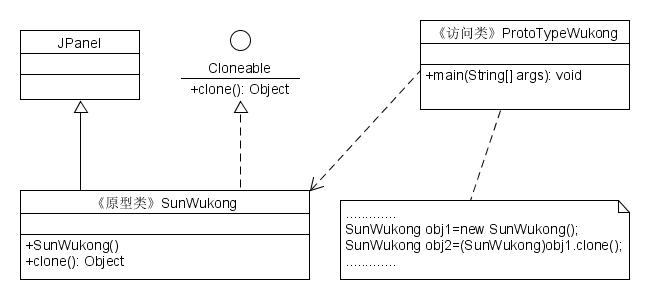 JPanel
Cloneable
+clone(): Object
《访问类》ProtoTypeWukong
+main(String[] args): void
《原型类》SunWukong
+SunWukong()
+clone(): Object
.............
SunWukong obj1=new SunWukong();
SunWukong obj2=(SunWukong)obj1.clone();
.............